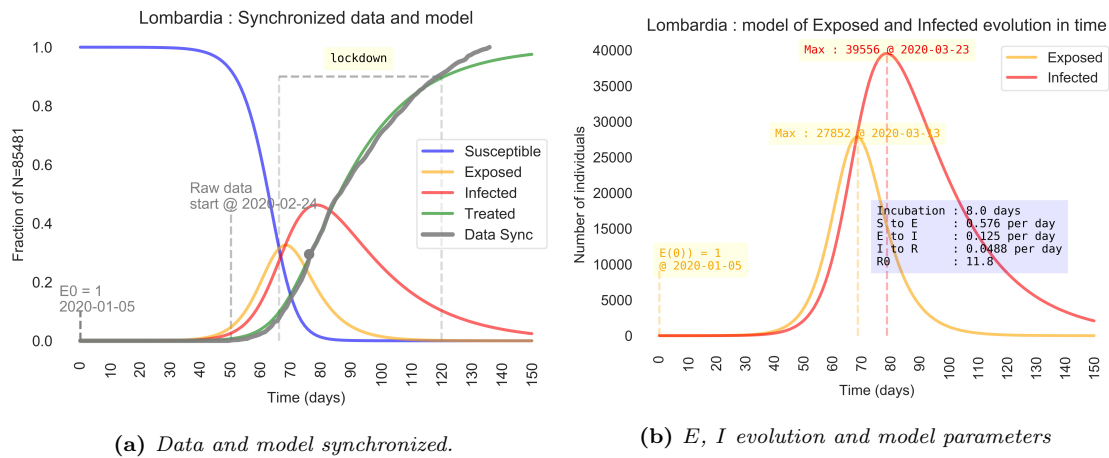 Lombardia : Synchronized data and model
Fraction of N=85481
1.0
0.8
0.6
0.4
0.2
0.0
lockdown
Raw data
start @ 2020-02-24
E0 = 1
2020-01-05
Susceptible
Exposed
Infected
Treated
Data Sync
0 10 20 30 40 50 60 70 80 90 100 110 120 130 140 150
Time (days)
(a) Data and model synchronized.
Lombardia : model of Exposed and Infected evolution in time
Number of individuals
40000
35000
30000
25000
20000
15000
10000
5000
0
Max : 39556 @ 2020-03-23
Max : 27852 @ 2020-03-13
Exposed
Infected
E(0)) = 1
@ 2020-01-05
Incubation : 8.0 days
S to E : 0.576 per day
E to I : 0.125 per day
I to R : 0.0488 per day
R0 : 11.8
0 10 20 30 40 50 60 70 80 90 100 110 120 130 140 150
Time (days)
(b) E, I evolution and model parameters